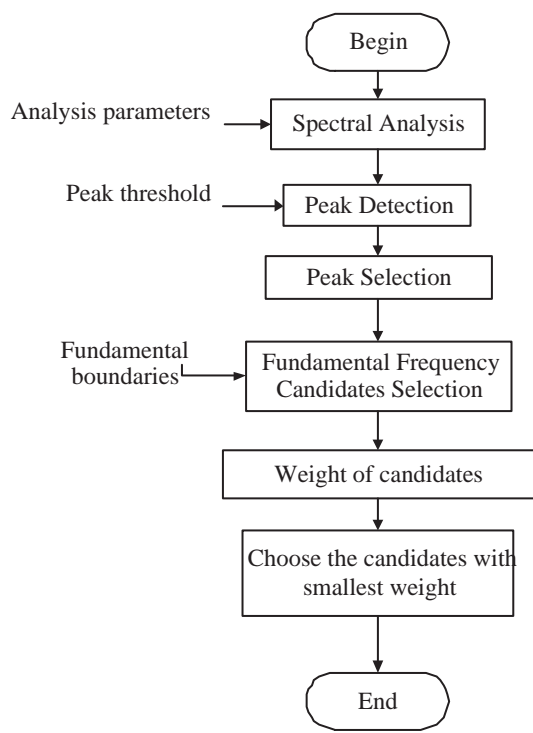 Begin
Analysis parameters
Spectral Analysis
Peak threshold
Peak Detection
Peak Selection
Fundamental
boundaries
Fundamental Frequency
Candidates Selection
Weight of candidates
Choose the candidates with
smallest weight
End